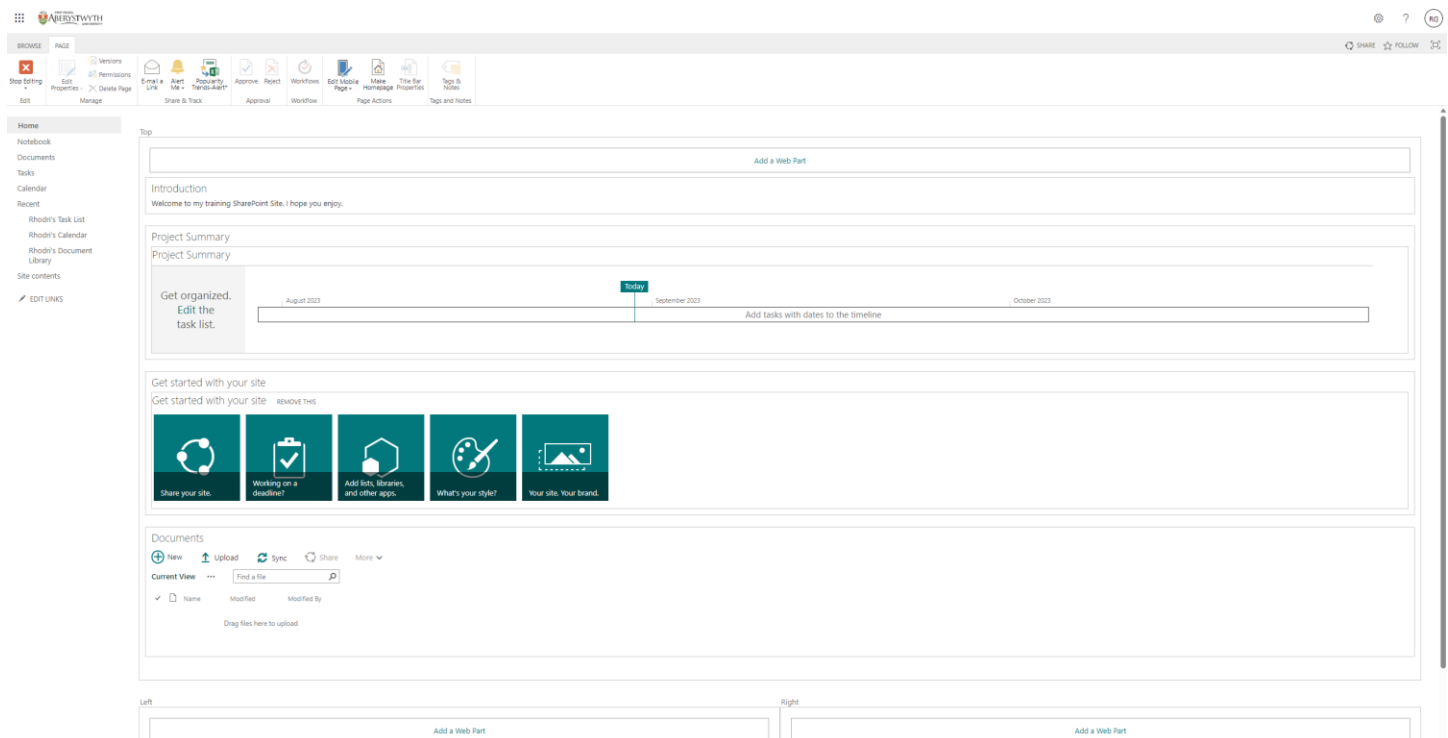 ABERYSTWYTH
UNIVERSITY
RG
BROWSE PAGE
SHARE FOLLOW
Stop Editing
Edit Properties
Versions
Permissions
Delete Page
E-mail a Link
Alert Me
Popularity Trends-Alert*
Approve Reject
Workflows
Edit Mobile Page
Make Homepage
Title Bar Properties
Tags & Notes
Edit Manage Share & Track Approval Workflow Page Actions Tags and Notes
Home
Notebook
Documents
Tasks
Calendar
Recent
Rhodri's Task List
Rhodri's Calendar
Rhodri's Document
Library
Site contents
EDIT LINKS
Top
Add a Web Part
Introduction
Welcome to my training SharePoint Site. I hope you enjoy.
Project Summary
Project Summary
Get organized.
Edit the
task list.
Today
August 2023 September 2023 October 2023
Add tasks with dates to the timeline
Get started with your site
Get started with your site REMOVE THIS
Share your site.
Working on a
deadline?
Add lists, libraries,
and other apps.
What's your style?
Your site. Your brand.
Documents
New Upload Sync Share More
Current View ... Find a file
Name Modified Modified By
Drag files here to upload
Left Right
Add a Web Part Add a Web Part